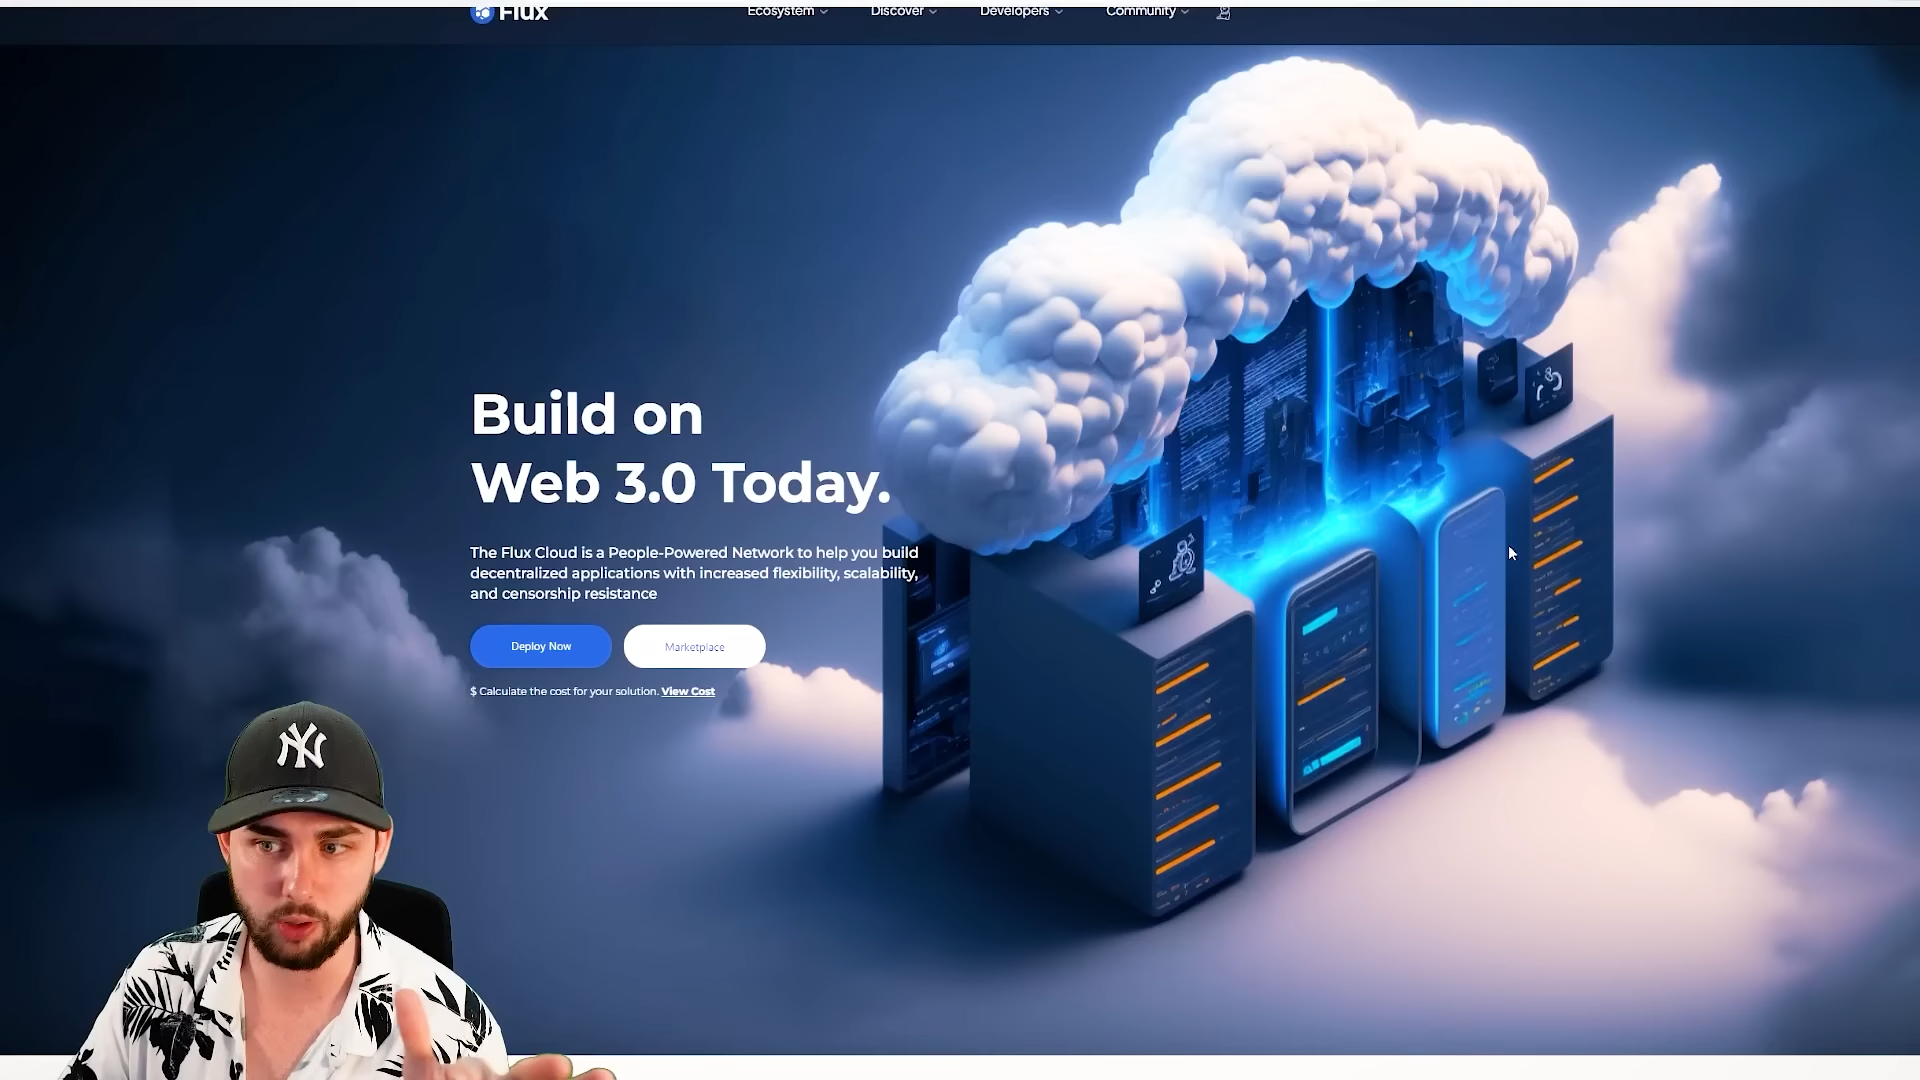 Flux
Ecosystem
Discover
Developers
Community
Build on
Web 3.0 Today.
The Flux Cloud is a People-Powered Network to help you build
decentralized applications with increased flexibility, scalability,
and censorship resistance
Deploy Now
Marketplace
$ Calculate the cost for your solution. View Cost
NY